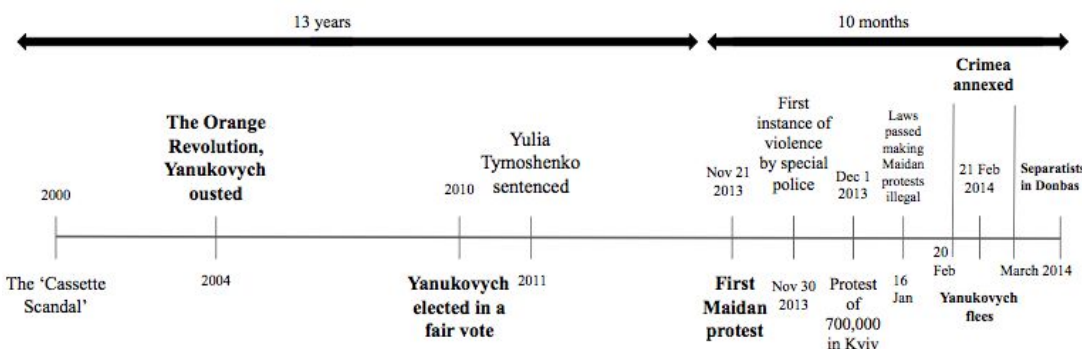 13 years
10 months
2000
The 'Cassette
Scandal'
The Orange
Revolution,
Yanukovych
ousted
2004
2010
Yanukovych
elected in a
fair vote
Yulia
Tymoshenko
sentenced
2011
Nov 21
2013
First
Maidan
protest
First
instance of
violence
by special
police
Nov 30
2013
Dec 1
2013
Protest
of
700,000
in Kyiv
Laws
passed
making
Maidan
protests
illegal
16
Jan
Crimea
annexed
20
Feb
21 Feb
2014
Yanukovych
flees
Separatists
in Donbas
March 2014